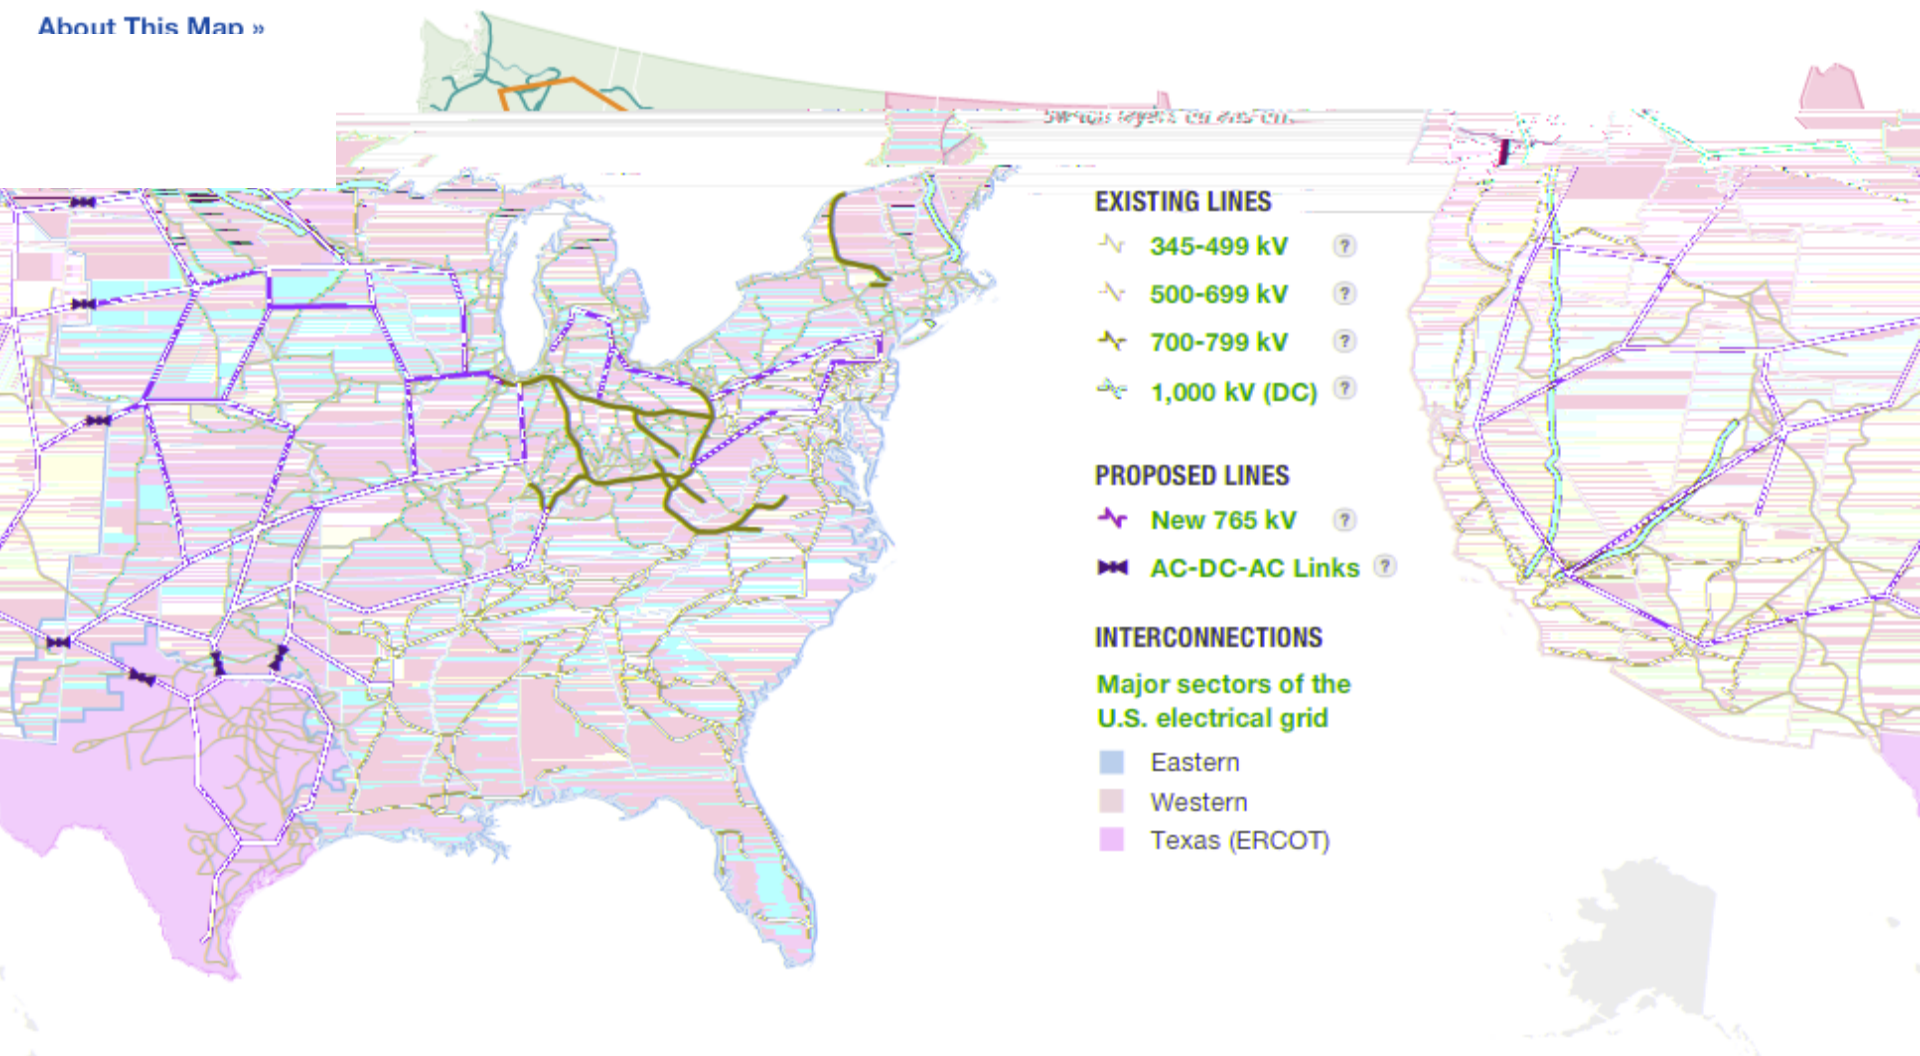 About This Map »
EXISTING LINES
345-499 kV ?
500-699 kV ?
700-799 kV ?
1,000 kV (DC) ?
PROPOSED LINES
New 765 kV ?
AC-DC-AC Links ?
INTERCONNECTIONS
Major sectors of the
U.S. electrical grid
Eastern
Western
Texas (ERCOT)